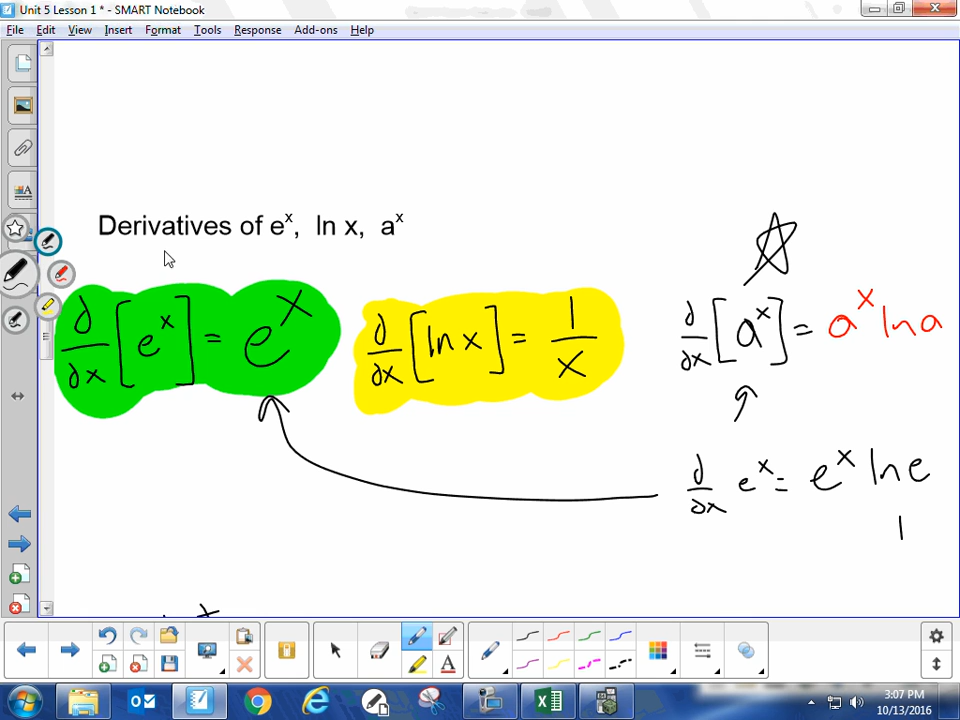 Unit 5 Lesson 1 * - SMART Notebook
File Edit View Insert Format Tools Response Add-ons Help
Derivatives of eˣ, ln x, aˣ
d/dx [eˣ] = eˣ
d/dx [ln x] = 1/x
d/dx [aˣ] = aˣ ln a
d/dx eˣ = eˣ ln e
1
3:07 PM
10/13/2016